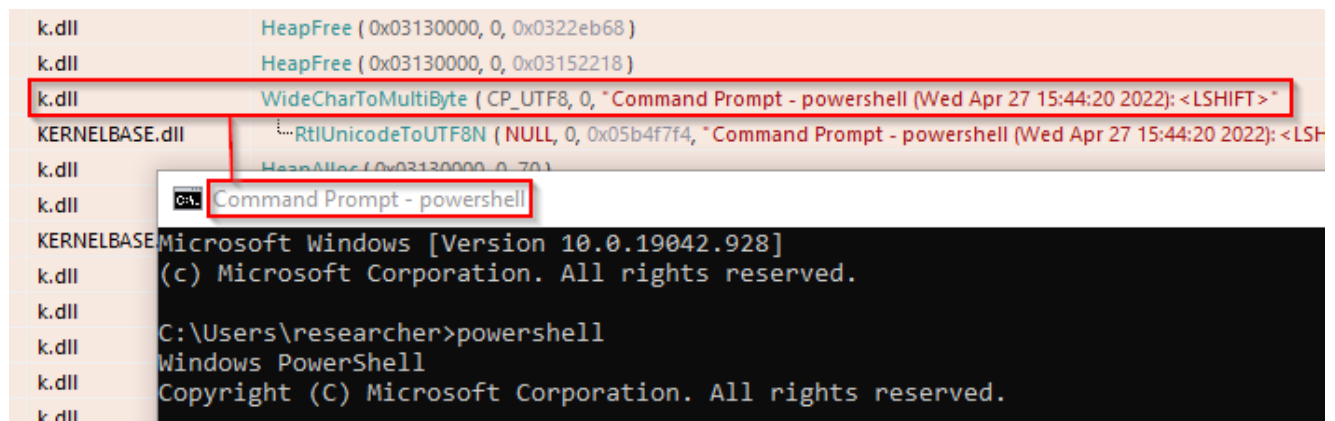 k.dll HeapFree ( 0x03130000, 0, 0x0322eb68 )
k.dll HeapFree ( 0x03130000, 0, 0x03152218 )
k.dll WideCharToMultiByte ( CP_UTF8, 0, "Command Prompt - powershell (Wed Apr 27 15:44:20 2022): <LSHIFT>"
KERNELBASE.dll RtlUnicodeToUTF8N ( NULL, 0, 0x05b4f7f4, "Command Prompt - powershell (Wed Apr 27 15:44:20 2022): <LSH
k.dll HeapAlloc ( 0x03130000, 0, 70 )
k.dll Command Prompt - powershell
KERNELBASE Microsoft Windows [Version 10.0.19042.928]
k.dll (c) Microsoft Corporation. All rights reserved.
k.dll
k.dll C:\Users\researcher>powershell
Windows PowerShell
k.dll Copyright (C) Microsoft Corporation. All rights reserved.
k.dll